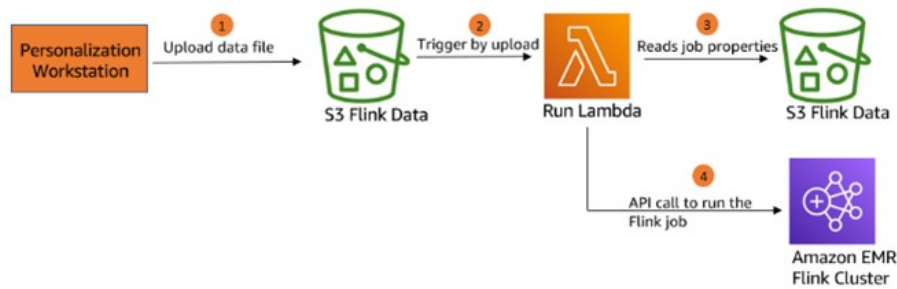 1
Personalization
Workstation
Upload data file
S3 Flink Data
2
Trigger by upload
Run Lambda
3
Reads job properties
S3 Flink Data
4
API call to run the
Flink job
Amazon EMR
Flink Cluster